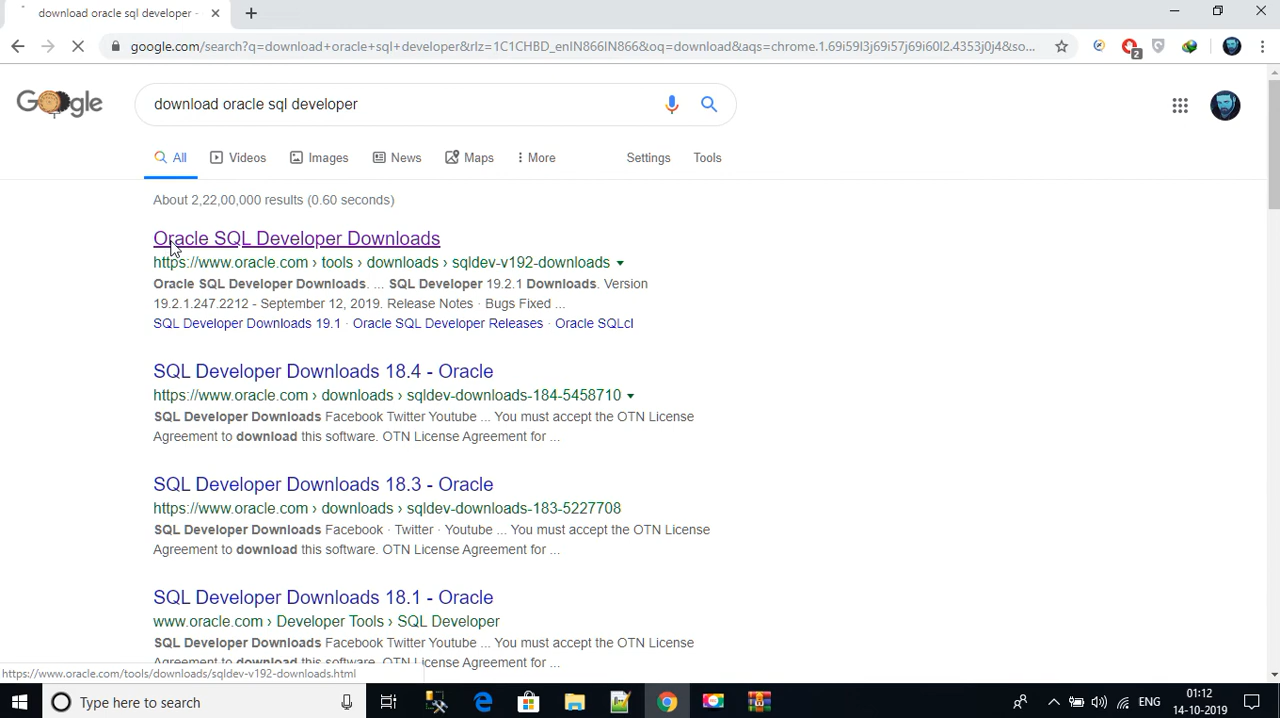 download oracle sql developer -
google.com/search?q=download+oracle+sql+developer&rlz=1C1CHBD_enIN866IN866&oq=download&aqs=chrome.1.69i59l3j69i57j69i60l2.4353j0j4&so...
2
Google
download oracle sql developer
All Videos Images News Maps More Settings Tools
About 2,22,00,000 results (0.60 seconds)
Oracle SQL Developer Downloads
https://www.oracle.com › tools › downloads › sqldev-v192-downloads
Oracle SQL Developer Downloads. ... SQL Developer 19.2.1 Downloads. Version
19.2.1.247.2212 - September 12, 2019. Release Notes · Bugs Fixed ...
SQL Developer Downloads 19.1 · Oracle SQL Developer Releases · Oracle SQLcl
SQL Developer Downloads 18.4 - Oracle
https://www.oracle.com › downloads › sqldev-downloads-184-5458710
SQL Developer Downloads Facebook Twitter Youtube ... You must accept the OTN License
Agreement to download this software. OTN License Agreement for ...
SQL Developer Downloads 18.3 - Oracle
https://www.oracle.com › downloads › sqldev-downloads-183-5227708
SQL Developer Downloads Facebook · Twitter · Youtube ... You must accept the OTN License
Agreement to download this software. OTN License Agreement for ...
SQL Developer Downloads 18.1 - Oracle
www.oracle.com › Developer Tools › SQL Developer
SQL Developer Downloads Facebook Twitter Youtube ... You must accept the OTN License
Agreement to download this software. OTN License Agreement for ...
https://www.oracle.com/tools/downloads/sqldev-v192-downloads.html
Type here to search
ENG
01:12
14-10-2019